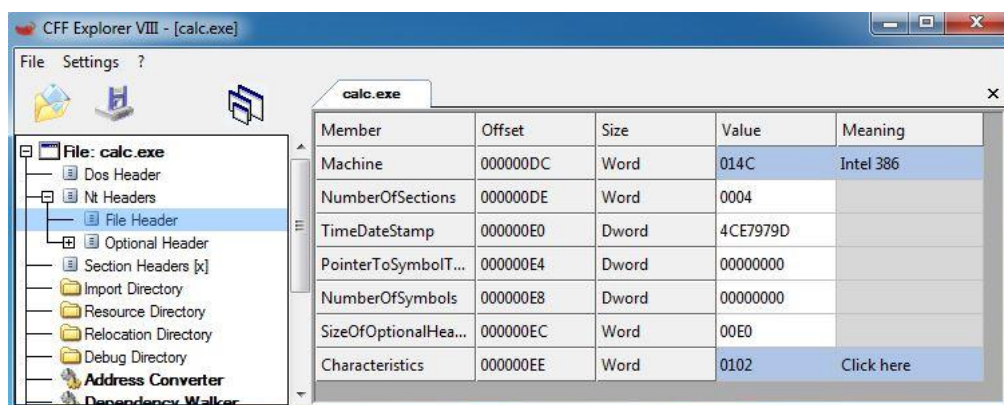 CFF Explorer VIII - [calc.exe]
File Settings ?
calc.exe
File: calc.exe
Dos Header
Nt Headers
File Header
Optional Header
Section Headers [x]
Import Directory
Resource Directory
Relocation Directory
Debug Directory
Address Converter
Dependency Walker
Member Offset Size Value Meaning
Machine 000000DC Word 014C Intel 386
NumberOfSections 000000DE Word 0004
TimeDateStamp 000000E0 Dword 4CE7979D
PointerToSymbolT... 000000E4 Dword 00000000
NumberOfSymbols 000000E8 Dword 00000000
SizeOfOptionalHea... 000000EC Word 00E0
Characteristics 000000EE Word 0102 Click here